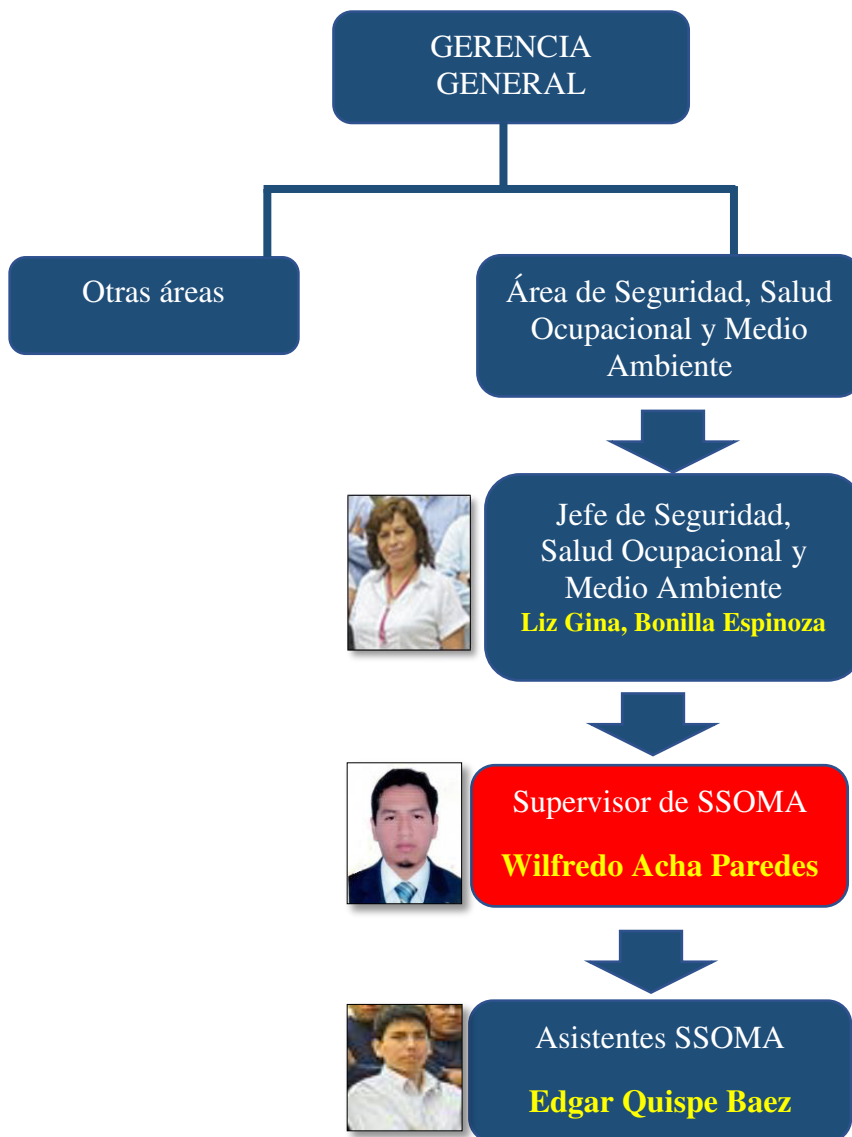 GERENCIA
GENERAL
Otras áreas
Área de Seguridad, Salud
Ocupacional y Medio
Ambiente
Jefe de Seguridad,
Salud Ocupacional y
Medio Ambiente
Liz Gina, Bonilla Espinoza
Supervisor de SSOMA
Wilfredo Acha Paredes
Asistentes SSOMA
Edgar Quispe Baez